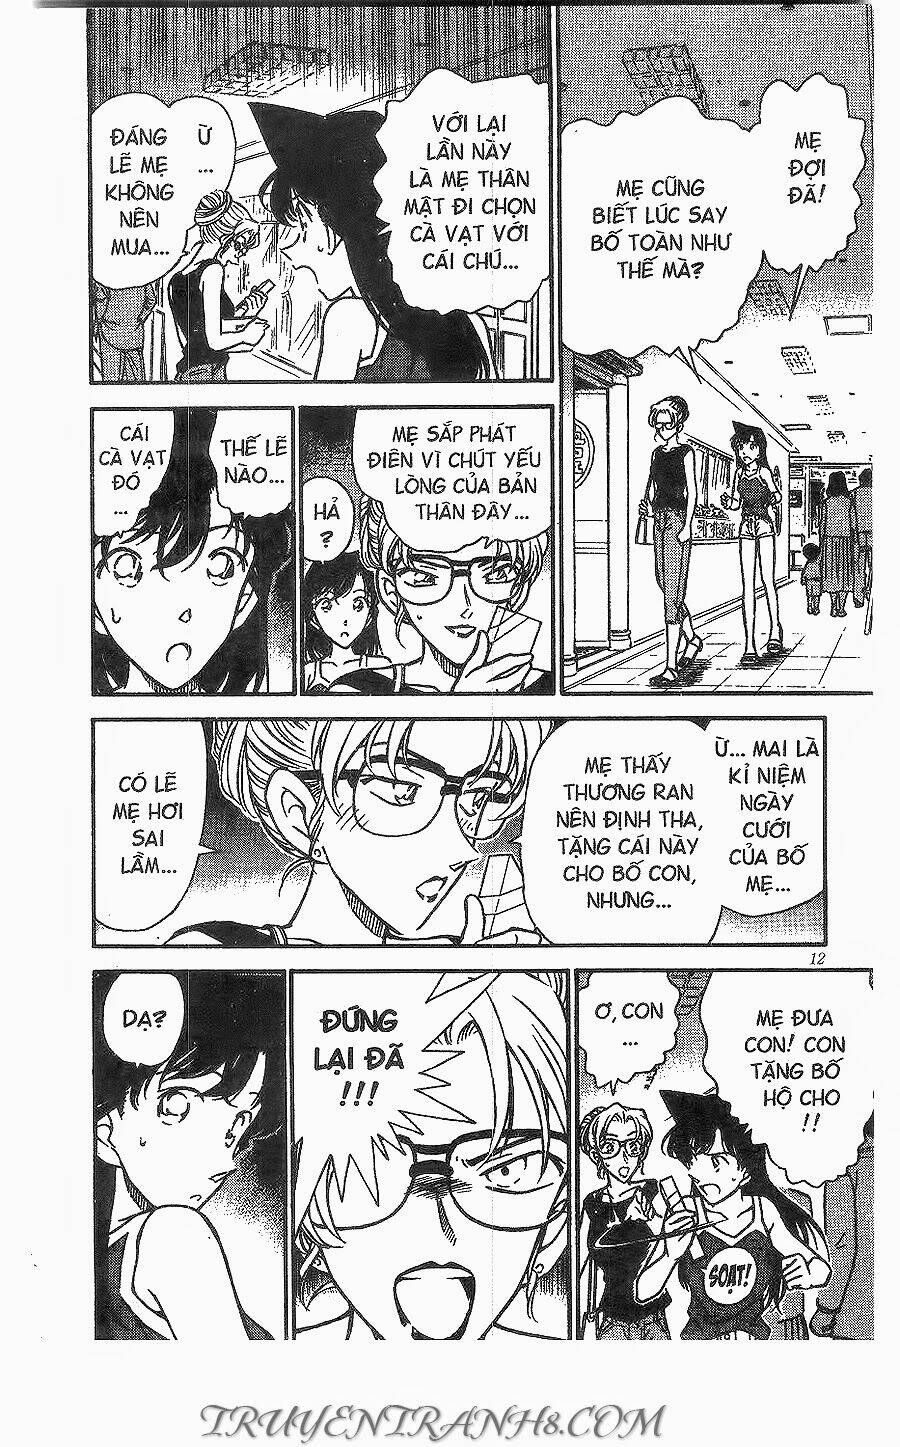 MẸ
ĐỢI
ĐÃ!
MẸ CŨNG
BIẾT LÚC SAY
BỐ TOÀN NHƯ
THẾ MÀ?
VỚI LẠI
LẦN NÀY
LÀ MẸ THÂN
MẬT ĐI CHỌN
CÀ VẠT VỚI
CÁI CHÚ...
Ừ
...
ĐÁNG
LẼ MẸ
KHÔNG
NÊN
MUA...
MẸ SẮP PHÁT
ĐIÊN VÌ CHÚT YẾU
LÒNG CỦA BẢN
THÂN ĐÂY...
HẢ
?
THẾ LẼ
NÀO...
CÁI
CÀ VẠT
ĐÓ
...
Ừ... MAI LÀ
KỈ NIỆM
NGÀY
CƯỚI
CỦA BỐ
MẸ...
MẸ THẤY
THƯƠNG RAN
NÊN ĐỊNH THA,
TẶNG CÁI NÀY
CHO BỐ CON,
NHƯNG...
CÓ LẼ
MẸ HƠI
SAI
LẦM...
12
MẸ ĐƯA
CON! CON
TẶNG BỐ
HỘ CHO
!!
Ơ, CON
...
SOẠT!
ĐỨNG
LẠI ĐÃ
!!!
DẠ?
TRUYENTRANH8.COM